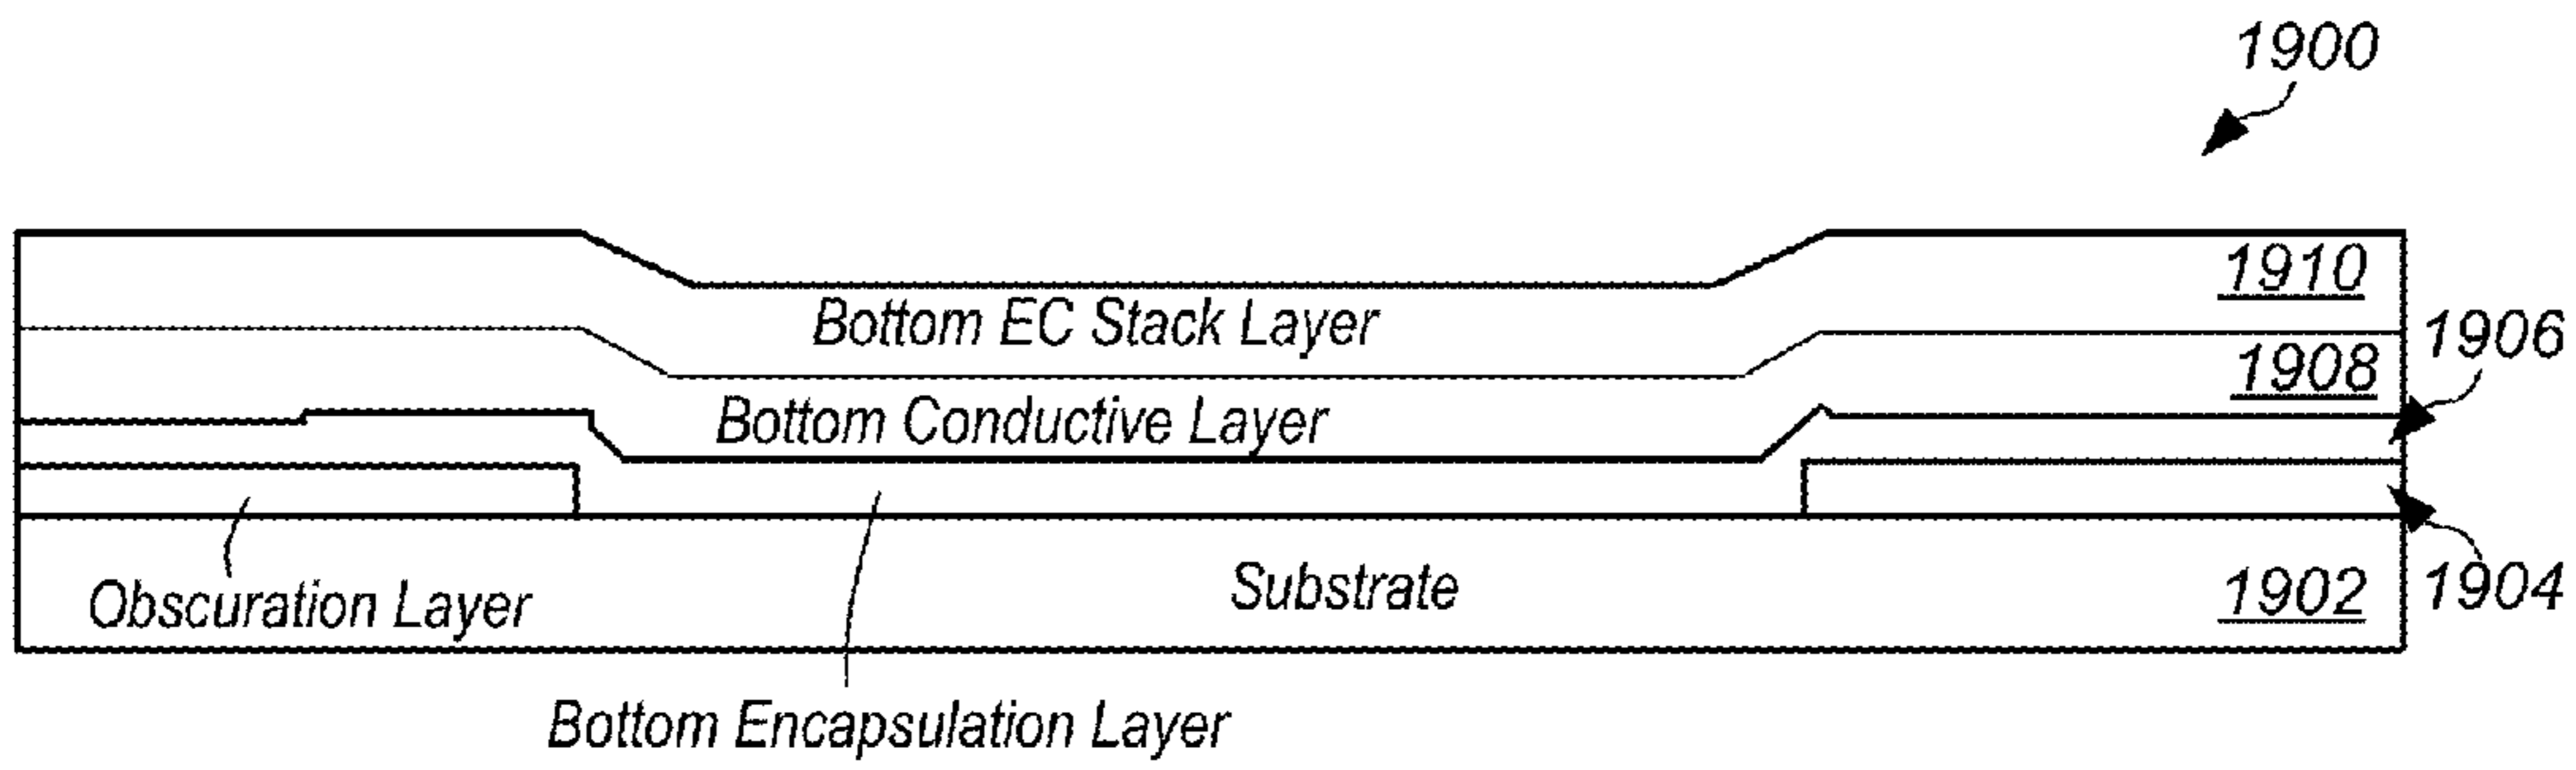 1900
1910
Bottom EC Stack Layer
1906
1908
Bottom Conductive Layer
Obscuration Layer
Substrate
1902
1904
Bottom Encapsulation Layer